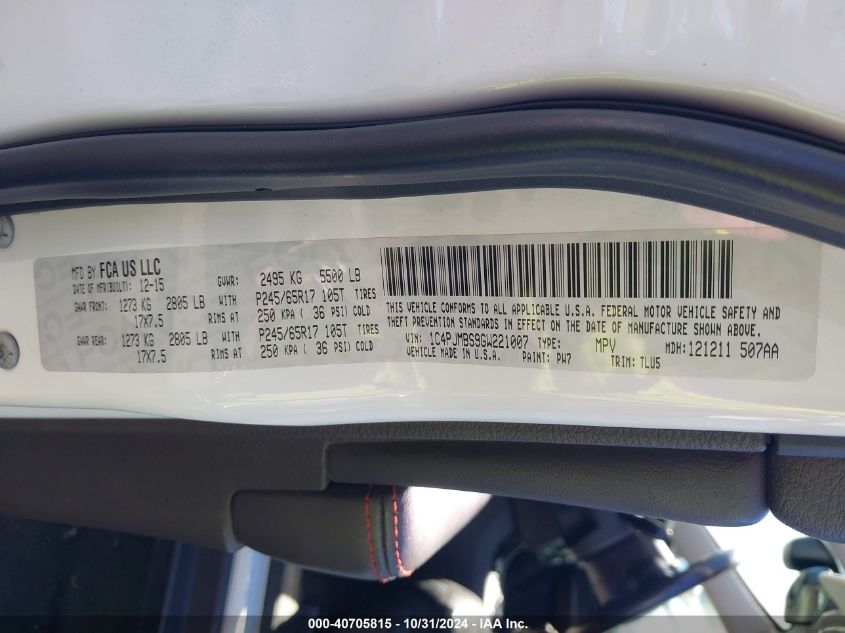 MFD BY FCA US LLC
DATE OF MFR(BUILT): 12-15 GVWR: 2495 KG 5500 LB
GAWR FRONT: 1273 KG 2805 LB WITH P245/65R17 105T TIRES
17X7.5 RIMS AT 250 KPA ( 36 PSI) COLD
GAWR REAR: 1273 KG 2805 LB WITH P245/65R17 105T TIRES
17X7.5 RIMS AT 250 KPA ( 36 PSI) COLD
THIS VEHICLE CONFORMS TO ALL APPLICABLE U.S.A. FEDERAL MOTOR VEHICLE SAFETY AND
THEFT PREVENTION STANDARDS IN EFFECT ON THE DATE OF MANUFACTURE SHOWN ABOVE.
VIN: 1C4PJMBS9GW221007 TYPE: MPV MDH: 121211 507AA
VEHICLE MADE IN U.S.A. PAINT: PW7 TRIM: TLU5
000-40705815 - 10/31/2024 - IAA Inc.